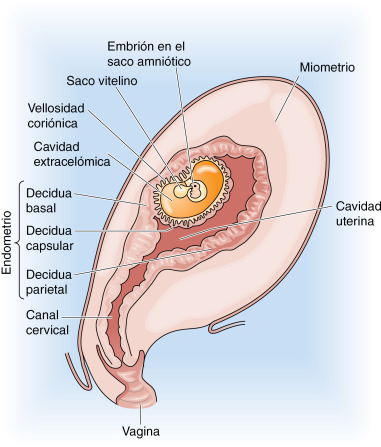 Embrión en el
saco amniótico
Saco vitelino
Miometrio
Vellosidad
coriónica
Cavidad
extracelómica
Endometrio
Decidua
basal
Decidua
capsular
Decidua
parietal
Cavidad
uterina
Canal
cervical
Vagina